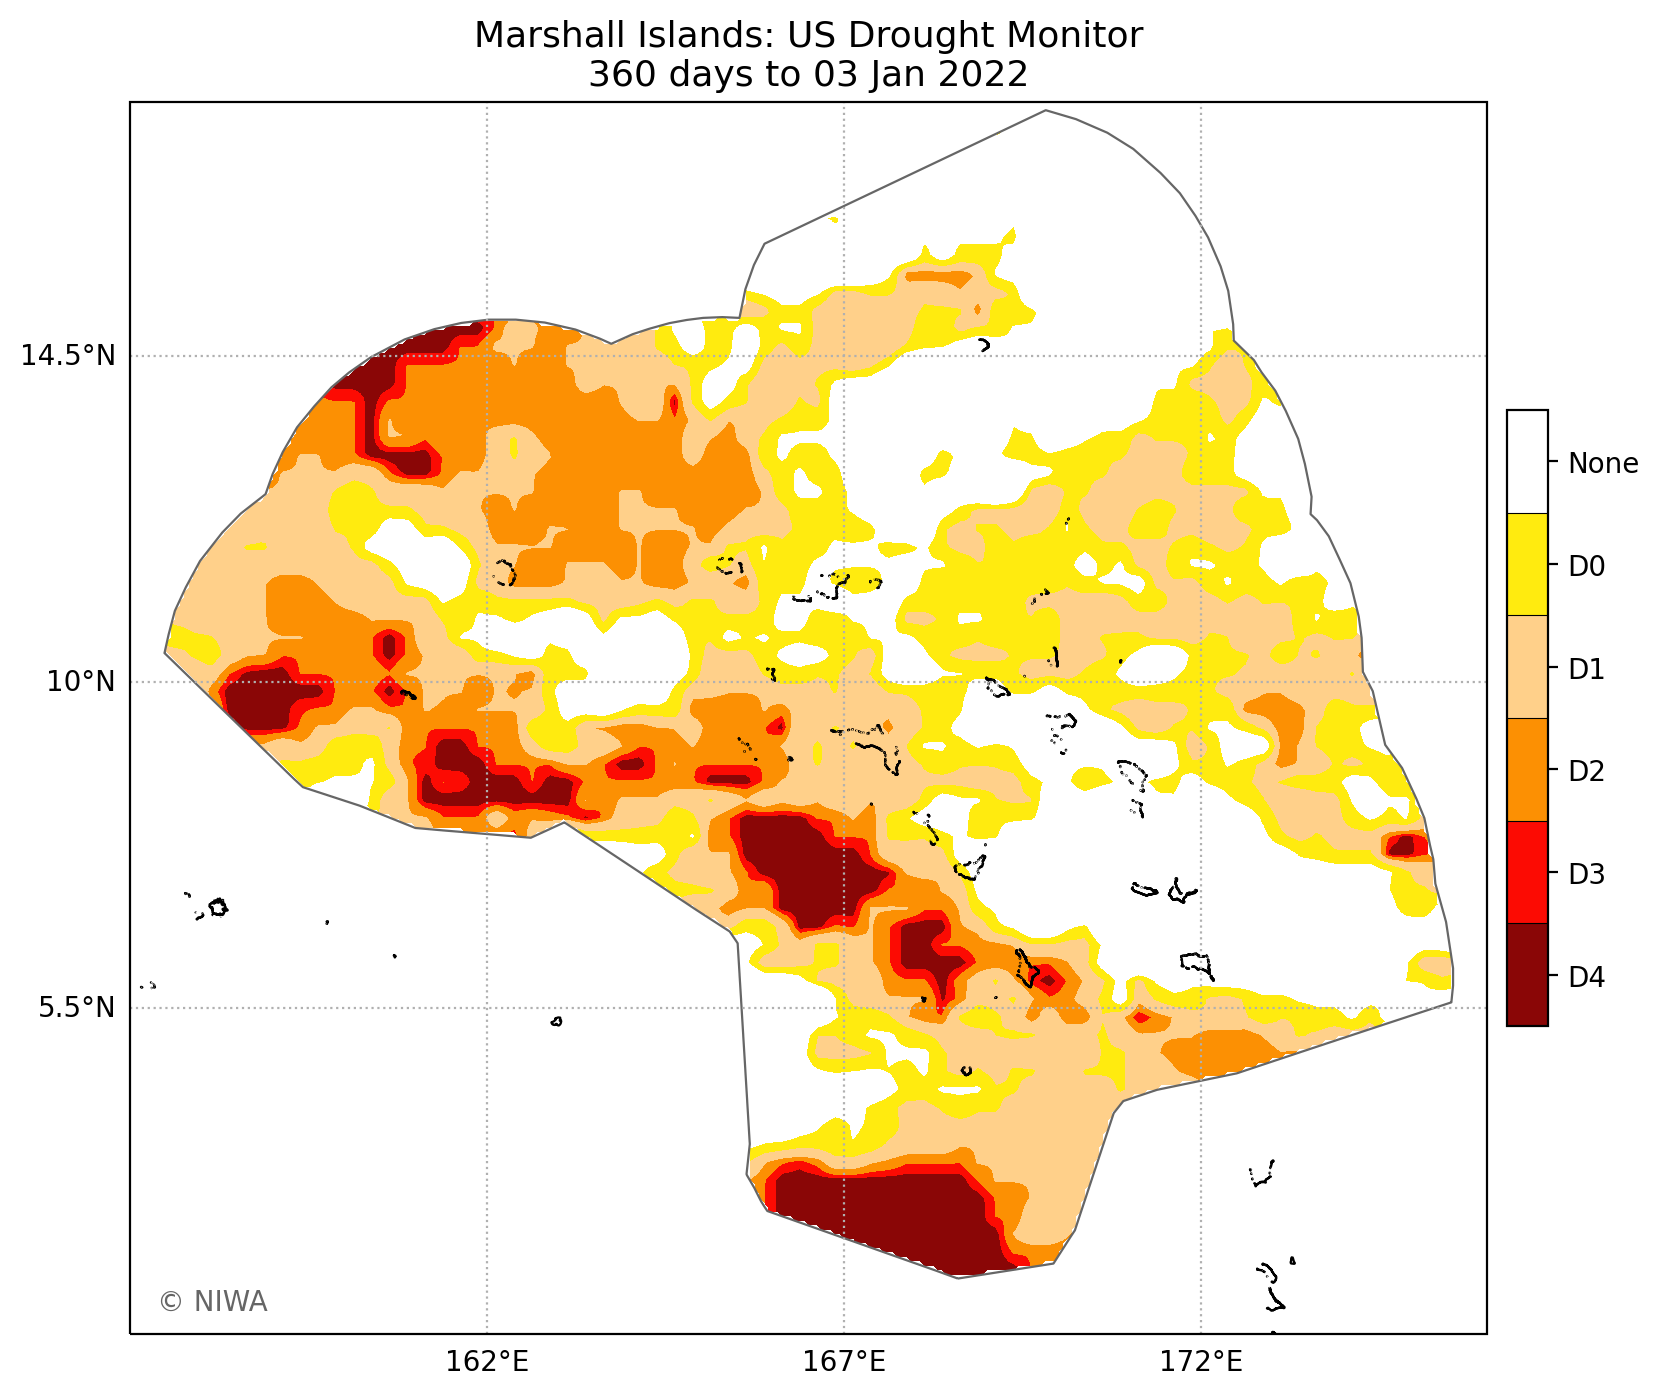 Marshall Islands: US Drought Monitor
360 days to 03 Jan 2022
14.5°N
10°N
5.5°N
162°E
167°E
172°E
None
D0
D1
D2
D3
D4
© NIWA